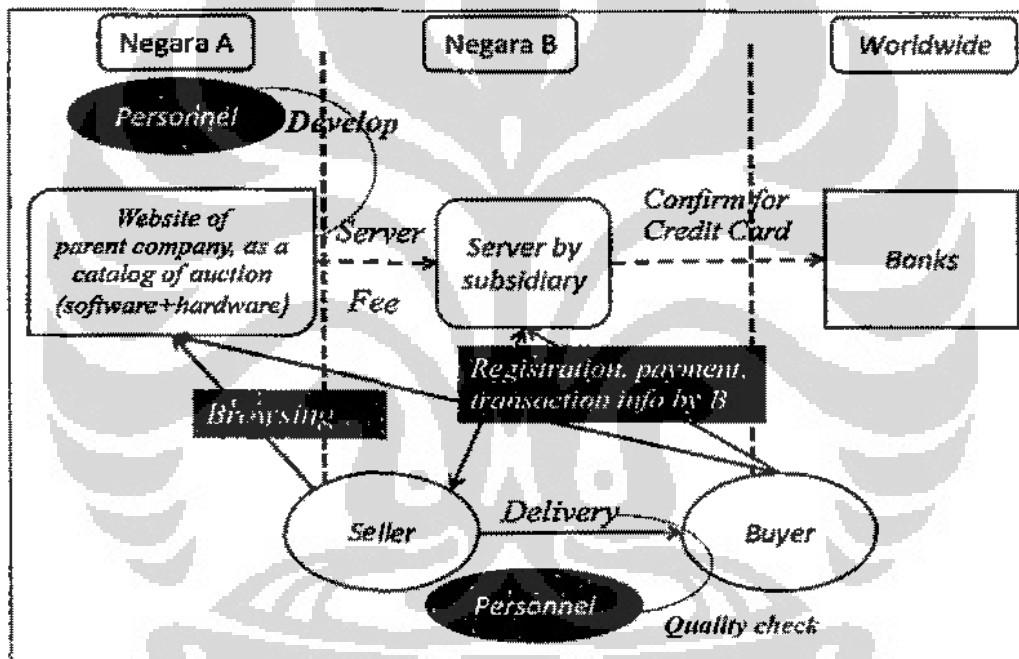 Negara A
Negara B
Worldwide
Personnel
Develop
Website of
parent company, as a
catalog of auction
(software+hardware)
Server
Fee
Server by
subsidiary
Confirm for
Credit Card
Banks
Registration, payment,
transaction info by B
Browsing
Seller
Delivery
Buyer
Personnel
Quality check